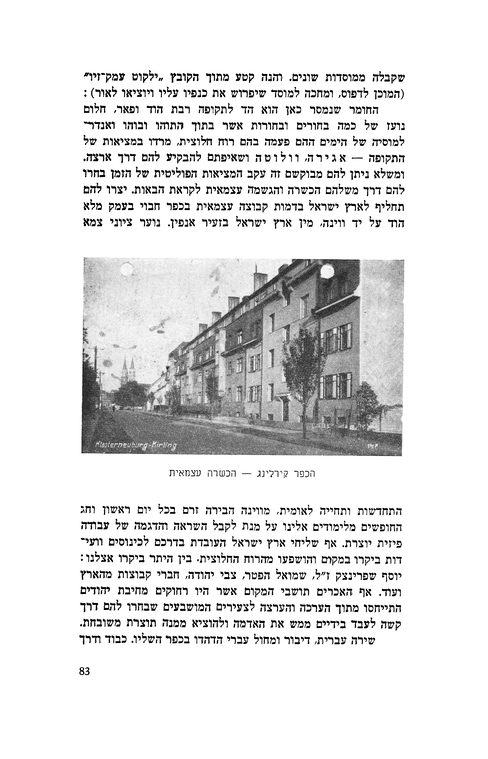 שקבלה ממוסדות שונים. והנה קטע מתוך הקובץ „ילקוט עמק־זיו”
(המוכן לדפוס, ומחכה למוסד שיפרוש את כנפיו עליו ויוציאו לאור) :
החומר שנמסר כאן הוא הד לתקופה רבת הוד ופאר, חלום
נועז של כמה בחורים ובחורות אשר בתוך התוהו ובוהו ואנדר־
למוסיה של הימים ההם פעמה בהם רוח חלוצית, מרדו במציאות של
התקופה — אגירה, וולוטה ושאיפתם להבקיע להם דרך ארצה.
ומשלא ניתן להם מבוקשם זה עקב המציאות הפוליטית של הזמן בחרו
להם דרך משלהם הכשרה והגשמה עצמאית לקראת הבאות. יצרו להם
תחליף לארץ ישראל בדמות קבוצה עצמאית בכפר חבוי בעמק מלא
הוד על יד ווינה, מין ארץ ישראל בזעיר אנפין. נוער ציוני צמא
Klosterneuburg-Kirling
הכפר קירלינג — הכשרה עצמאית
התחדשות ותחייה לאומית, מווינה הבירה זרם בכל יום ראשון וחג
החופשים מלימודים אלינו על מנת לקבל השראה והדגמה של עבודה
פיזית יוצרת. אף שליחי ארץ ישראל העובדת בדרכם לכינוסים וועי־
דות ביקרו במקום והושפעו מהרוח החלוצית. בין היתר ביקרו אצלנו :
יוסף שפרינצק ז”ל, שמואל הפטר, צבי יהודה, חברי קבוצות מהארץ
ועוד. אף האכרים תושבי המקום אשר היו רחוקים מחיבת יהודים
התייחסו מתוך הערכה והערצה לצעירים המושבעים שבחרו להם דרך
קשה לעבד בידיים ממש את האדמה ולהוציא ממנה תוצרת משובחת.
שירה עברית, דיבור ומחול עברי הדהדו בכפר השליו. כבוד ודרך
83